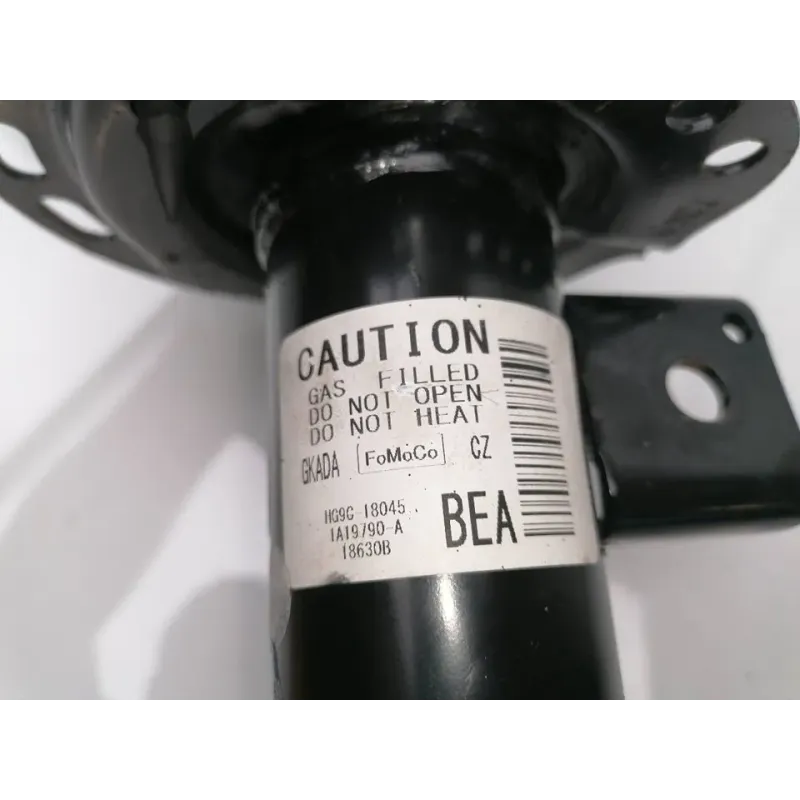 CAUTION
GAS FILLED
DO NOT OPEN
DO NOT HEAT
GKADA FoMoCo CZ
HG9C-18045
BEA
1A19790-A
18630B